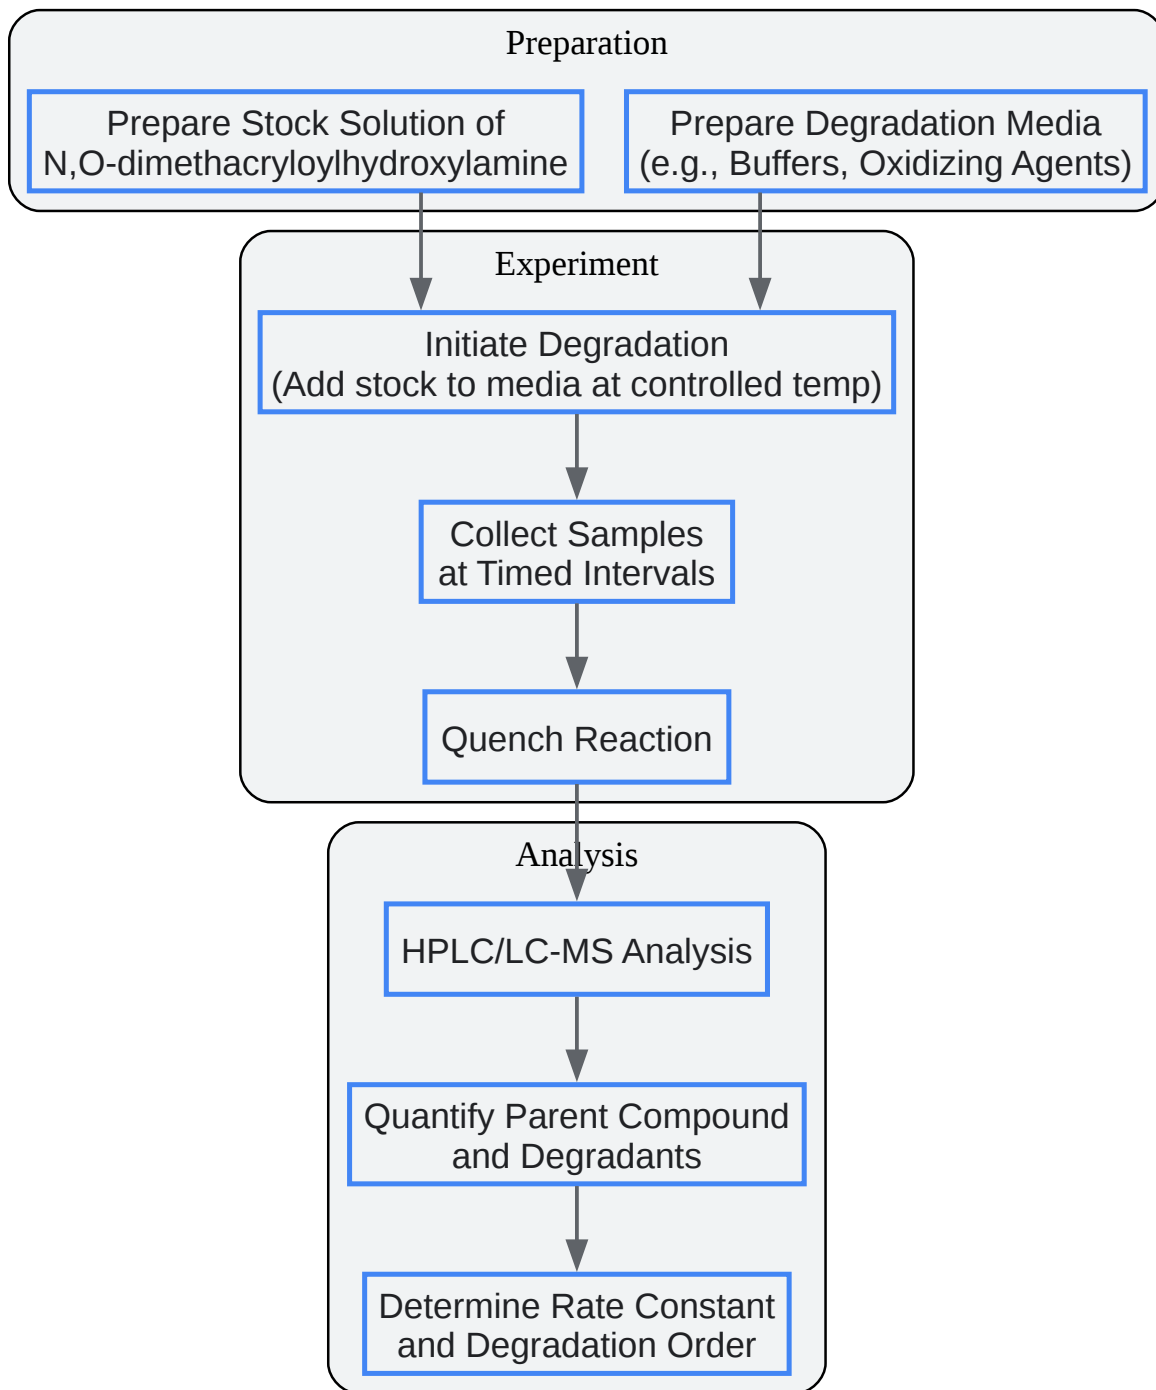 Preparation
Prepare Stock Solution of
N,O-dimethacryloylhydroxylamine
Prepare Degradation Media
(e.g., Buffers, Oxidizing Agents)
Experiment
Initiate Degradation
(Add stock to media at controlled temp)
Collect Samples
at Timed Intervals
Quench Reaction
Analysis
HPLC/LC-MS Analysis
Quantify Parent Compound
and Degradants
Determine Rate Constant
and Degradation Order